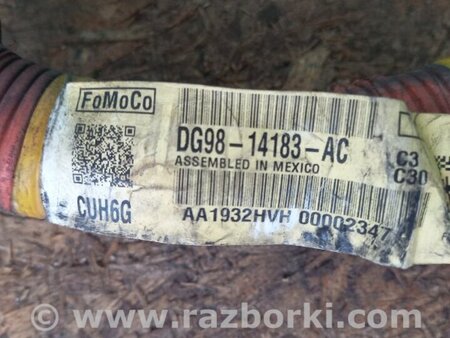 FoMoCo
DG98-14183-AC
ASSEMBLED IN MEXICO
C3
C30
CUH6G
AA1932HVH 00002347
www.razborki.com